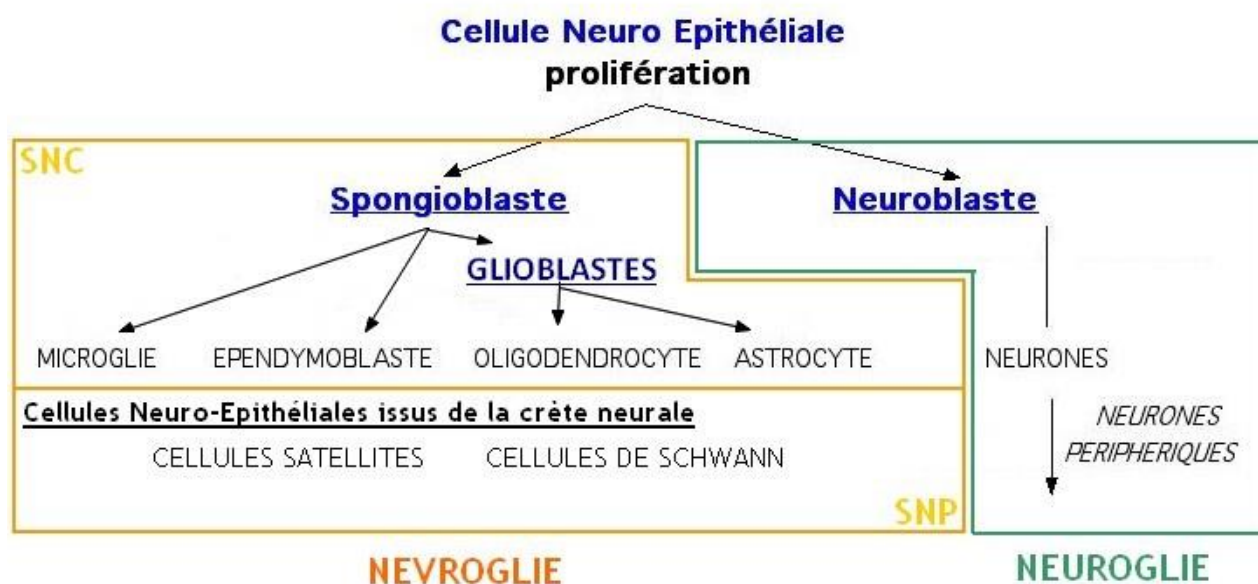 Cellule Neuro Epithéliale
prolifération
SNC
Spongioblaste
Neuroblaste
GLIOBLASTES
MICROGLIE
EPENDYMOBLASTE
OLIGODENDROCYTE
ASTROCYTE
NEURONES
Cellules Neuro-Epithéliales issus de la crète neurale
NEURONES
PERIPHERIQUES
CELLULES SATELLITES
CELLULES DE SCHWANN
SNP
NEVROGLIE
NEUROGLIE